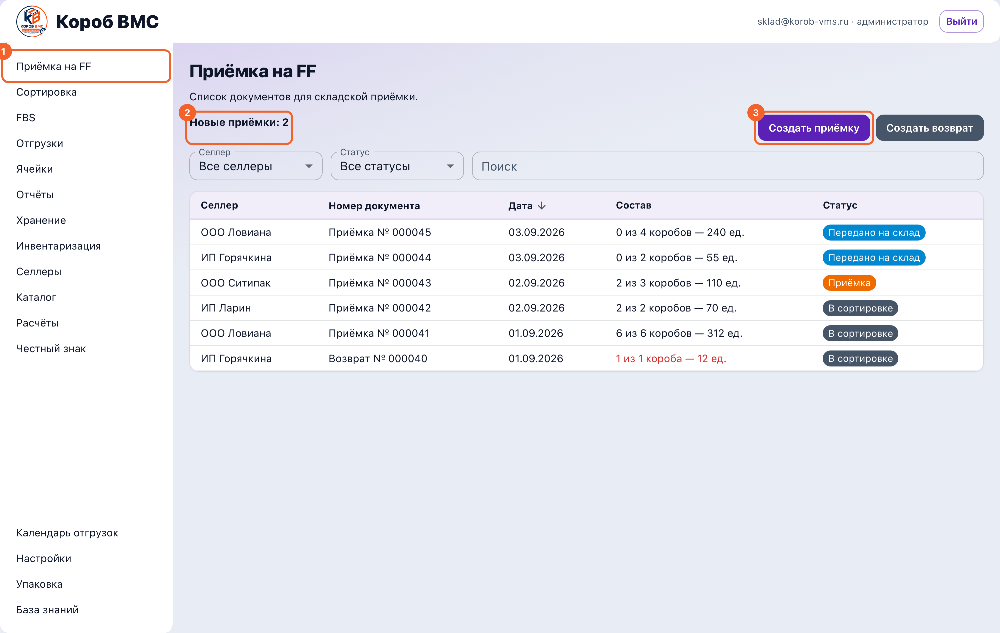 КОРОБ ВМС
Короб ВМС
sklad@korob-vms.ru · администратор
Выйти
1
Приёмка на FF
Сортировка
FBS
Отгрузки
Ячейки
Отчёты
Хранение
Инвентаризация
Селлеры
Каталог
Расчёты
Честный знак
Календарь отгрузок
Настройки
Упаковка
База знаний
Приёмка на FF
Список документов для складской приёмки.
2
Новые приёмки: 2
3
Создать приёмку
Создать возврат
Селлер
Все селлеры
Статус
Все статусы
Поиск
Селлер Номер документа Дата ↓ Состав Статус
ООО Ловиана Приёмка № 000045 03.09.2026 0 из 4 коробов — 240 ед. Передано на склад
ИП Горячкина Приёмка № 000044 03.09.2026 0 из 2 коробов — 55 ед. Передано на склад
ООО Ситипак Приёмка № 000043 02.09.2026 2 из 3 коробов — 110 ед. Приёмка
ИП Ларин Приёмка № 000042 02.09.2026 2 из 2 коробов — 70 ед. В сортировке
ООО Ловиана Приёмка № 000041 01.09.2026 6 из 6 коробов — 312 ед. В сортировке
ИП Горячкина Возврат № 000040 01.09.2026 1 из 1 короба — 12 ед. В сортировке